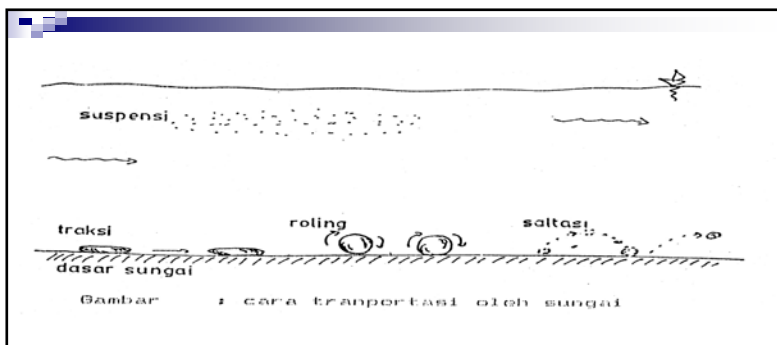 suspensi
traksi
roling
saltasi
dasar sungai
Gambar : cara tranportasi oleh sungai